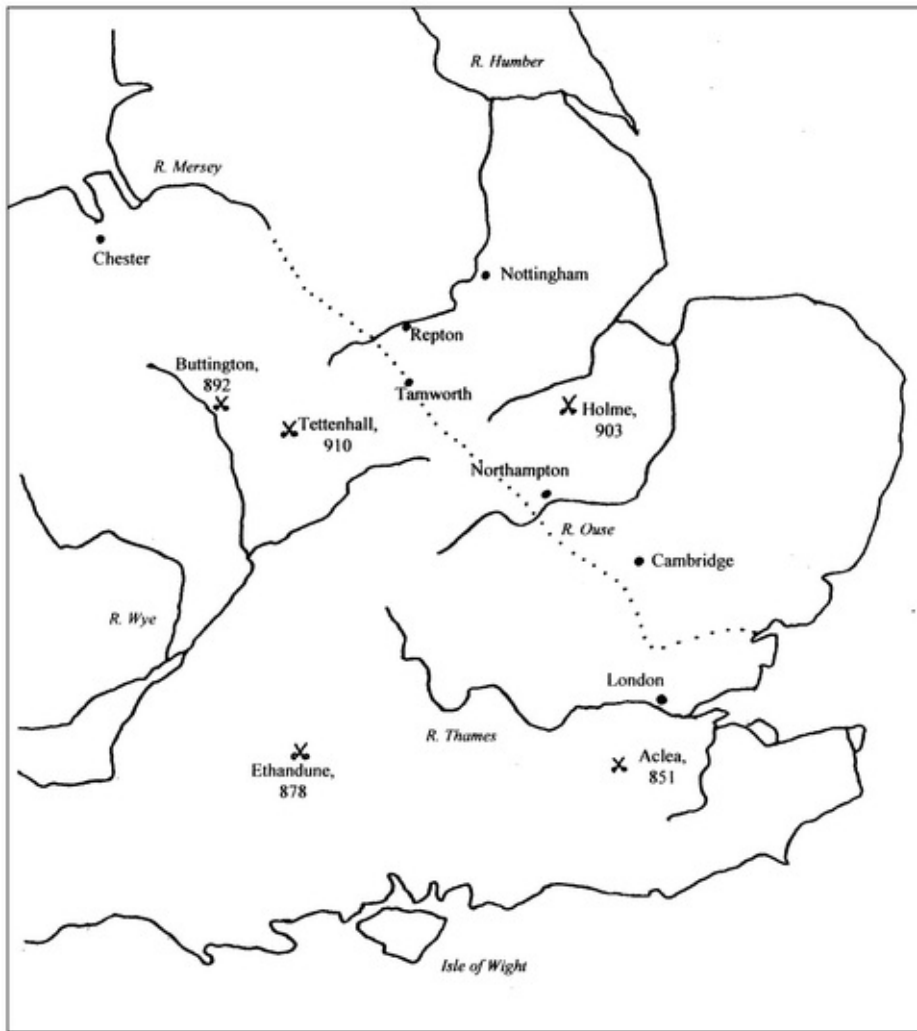 R. Humber
R. Mersey
Chester
Nottingham
Repton
Buttington,
892
Tamworth
Tettenhall,
910
Holme,
903
Northampton
R. Ouse
Cambridge
R. Wye
London
R. Thames
Aclea,
851
Ethandune,
878
Isle of Wight